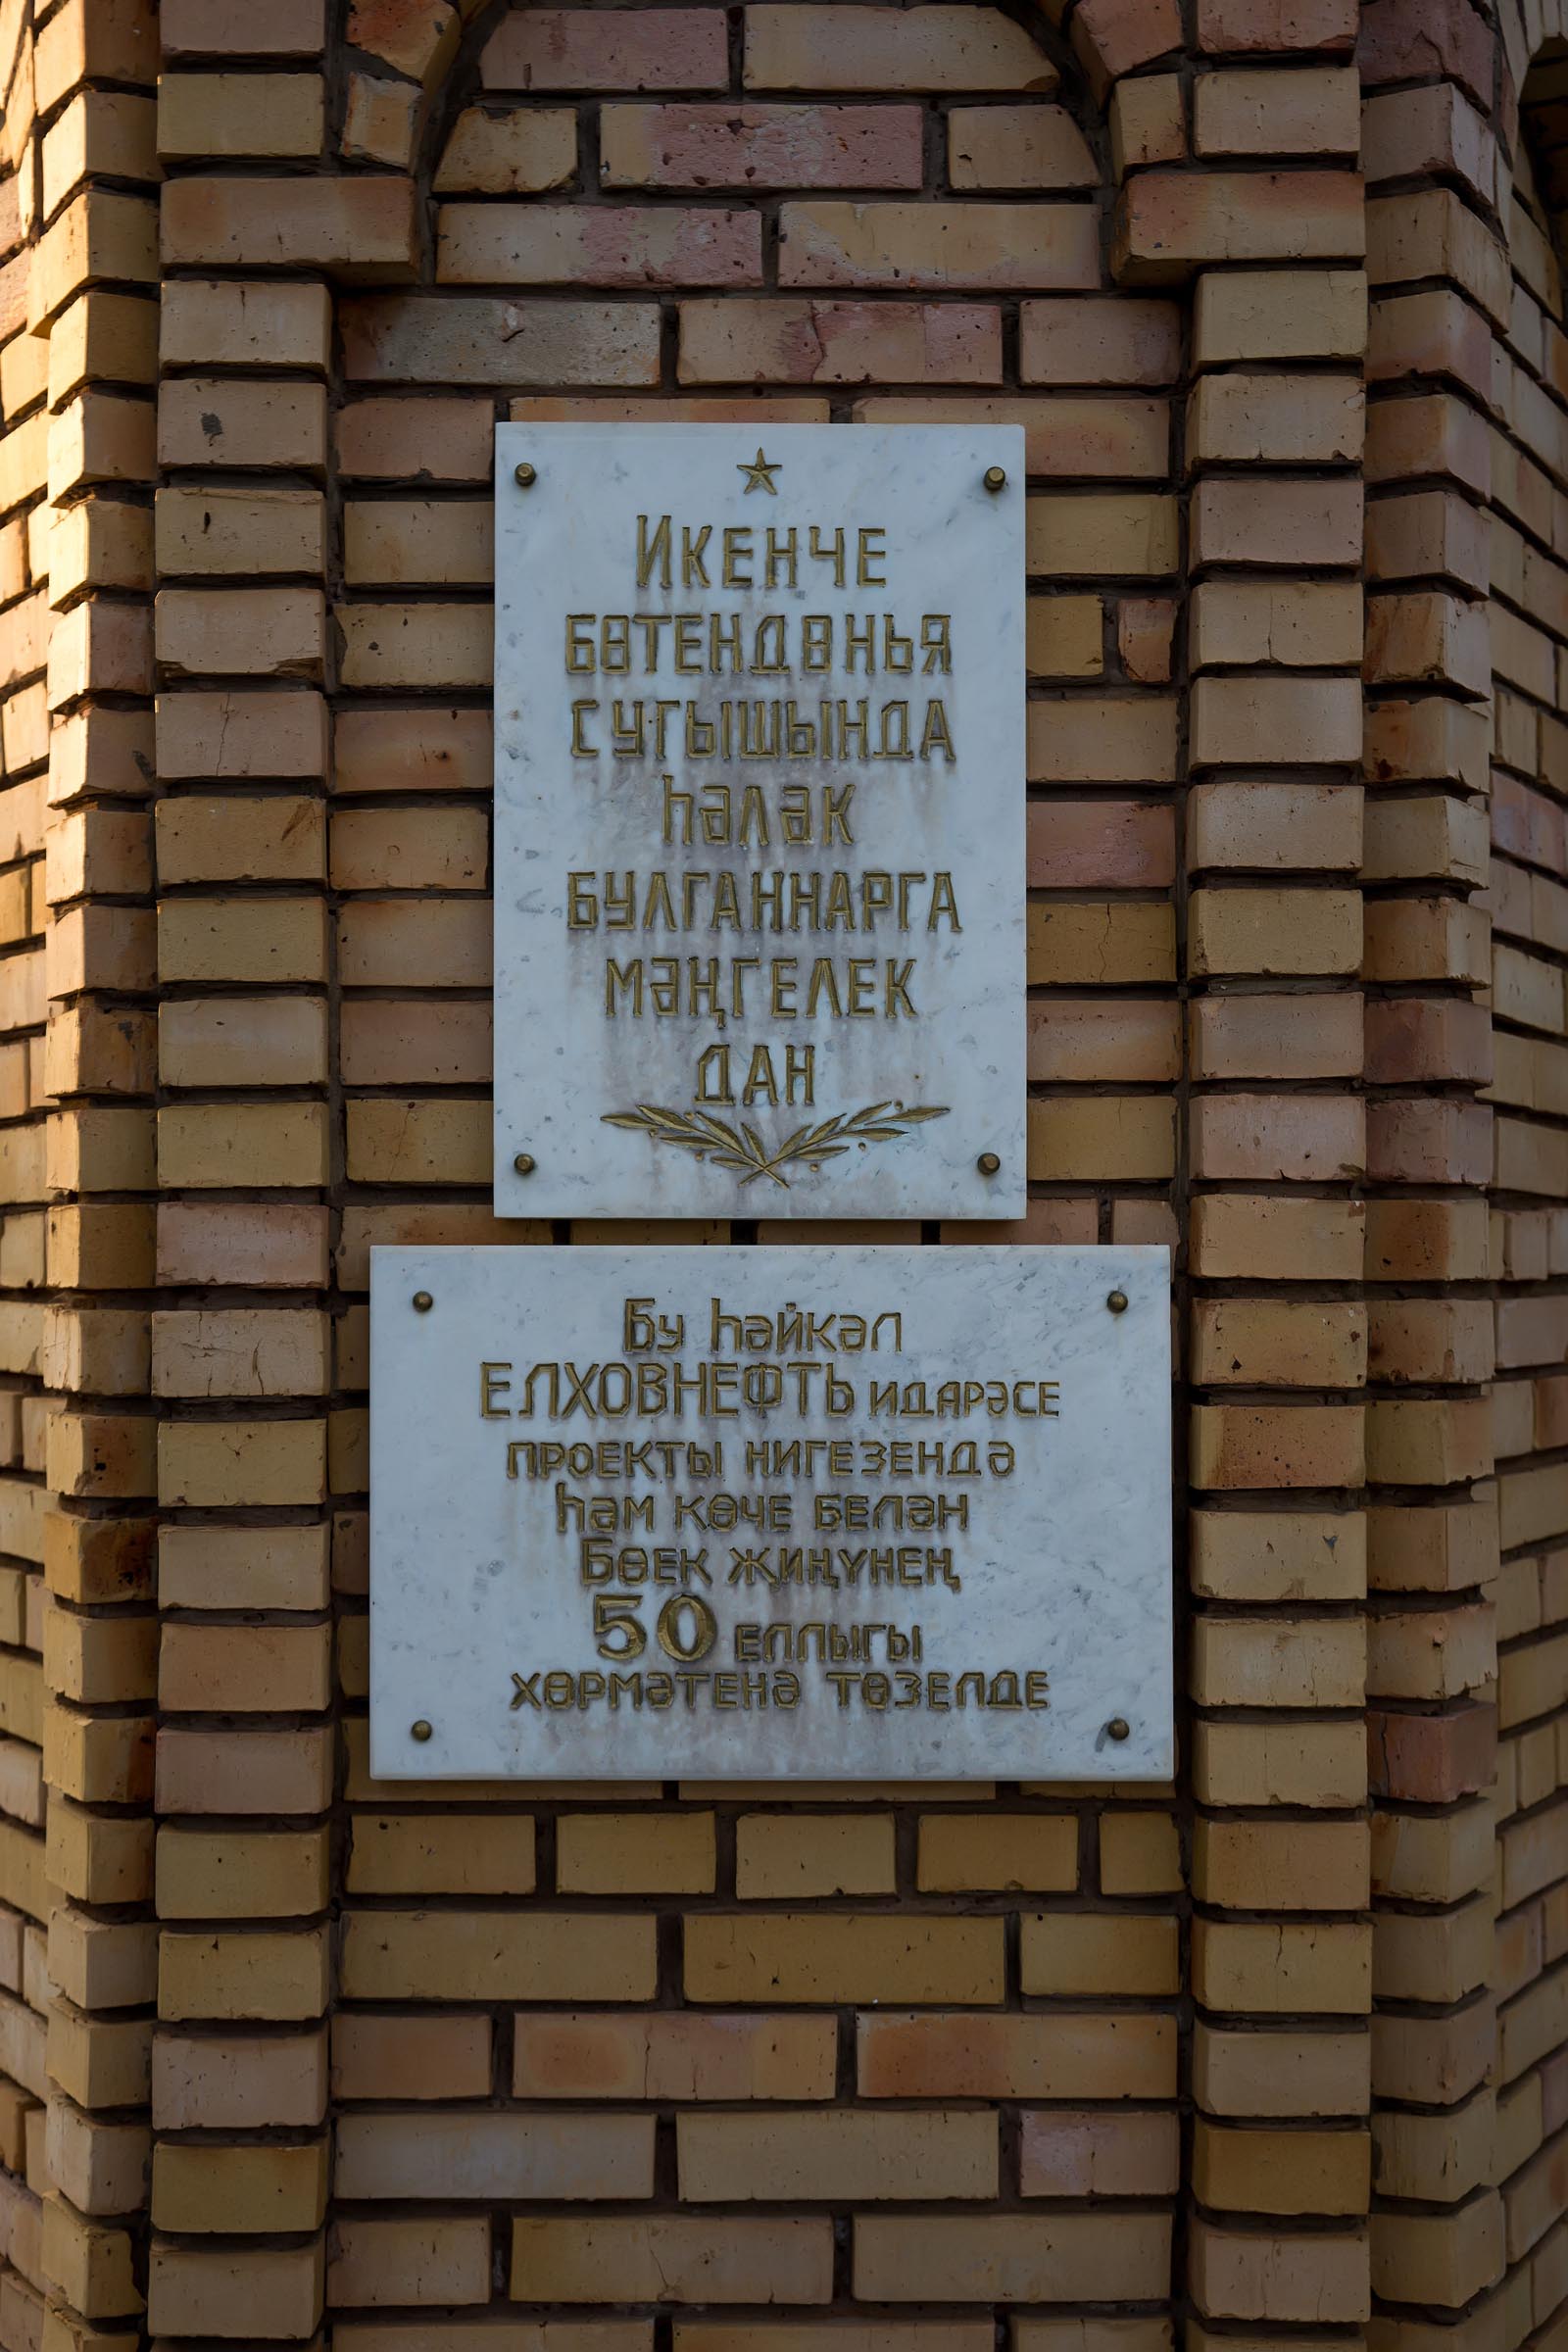 Икенче
бөтендөнья
сугышында
һәләк
булганнарга
мәңгелек
дан
Бу һәйкәл
ЕЛХОВНЕФТЬ идарәсе
проекты нигезендә
һәм көче белән
Бөек җиңүнең
50 еллыгы
хөрмәтенә төзелде